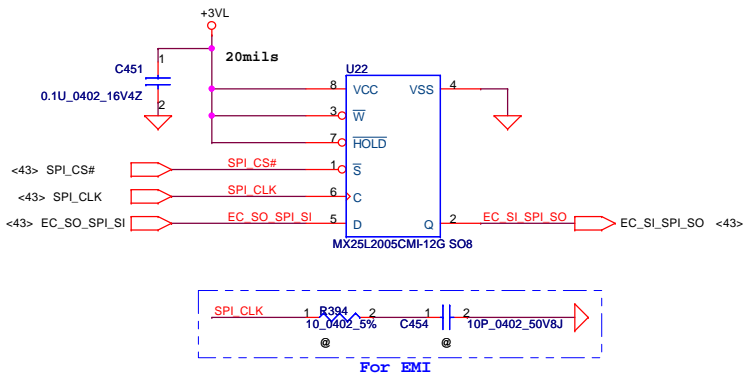 +3VL
20mils
C451
1
2
0.1U_0402_16V4Z
U22
8 VCC VSS 4
3 W
7 HOLD
<43> SPI_CS# SPI_CS# 1 S
<43> SPI_CLK SPI_CLK 6 C
<43> EC_SO_SPI_SI EC_SO_SPI_SI 5 D Q 2 EC_SI_SPI_SO EC_SI_SPI_SO <43>
MX25L2005CMI-12G SO8
SPI_CLK 1 R394 2 1 2
10_0402_5% C454 10P_0402_50V8J
@ @
For EMI